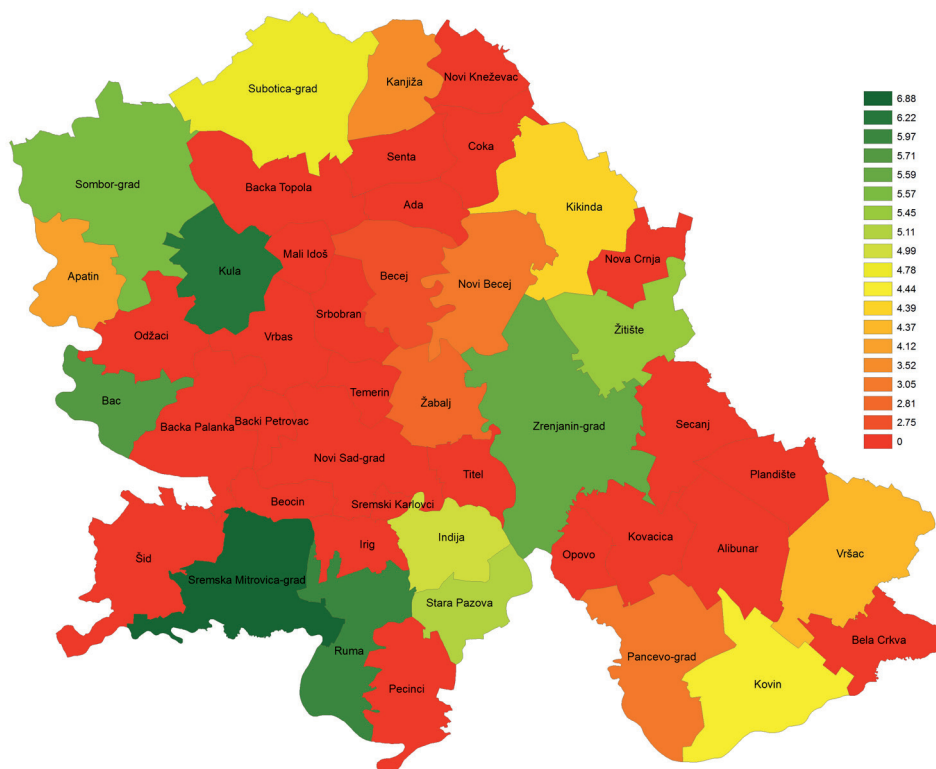 Subotica-grad
Kanjiža
Novi Kneževac
Coka
Senta
Sombor-grad
Backa Topola
Ada
Kikinda
Apatin
Kula
Mali Idoš
Becej
Novi Becej
Nova Crnja
Odžaci
Vrbas
Srbobran
Žitište
Bac
Temerin
Žabalj
Backa Palanka
Backi Petrovac
Zrenjanin-grad
Secanj
Novi Sad-grad
Titel
Plandište
Beocin
Sremski Karlovci
Šid
Irig
Indija
Opovo
Kovacica
Alibunar
Vršac
Sremska Mitrovica-grad
Stara Pazova
Ruma
Pancevo-grad
Bela Crkva
Pecinci
Kovin
6.88
6.22
5.97
5.71
5.59
5.57
5.45
5.11
4.99
4.78
4.44
4.39
4.37
4.12
3.52
3.05
2.81
2.75
0